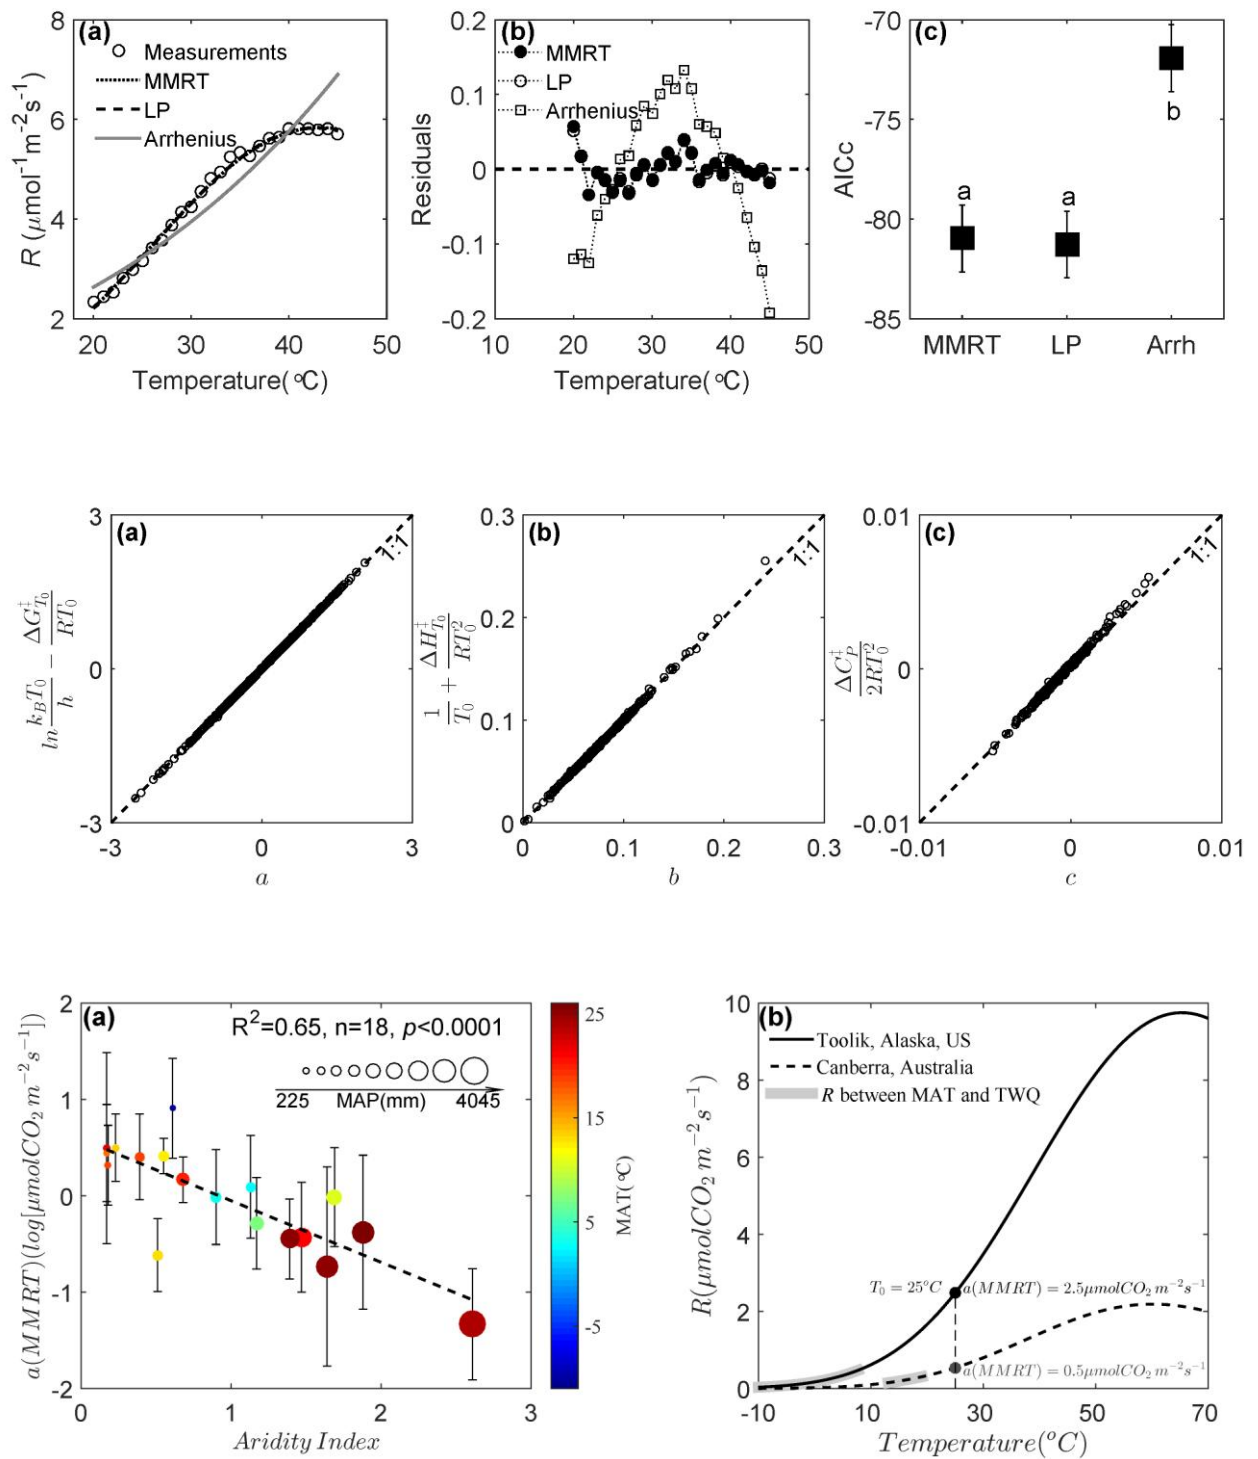 (a)
Measurements
MMRT
LP
Arrhenius
8
6
4
2
20 30 40 50
R (μmol⁻¹m⁻²s⁻¹)
Temperature(°C)
(b)
MMRT
LP
Arrhenius
0.2
0.1
0
-0.1
-0.2
10 20 30 40 50
Residuals
Temperature(°C)
(c)
-70
-75
-80
-85
AICc
a
a
b
MMRT LP Arrh
(a)
1:1
3
0
-3
-3 0 3
ln k_BT₀/h − ΔG‡_T₀/RT₀
a
(b)
1:1
0.3
0.2
0.1
0
0 0.1 0.2 0.3
1/T₀ + ΔH‡_T₀/RT₀²
b
(c)
1:1
0.01
0
-0.01
-0.01 0 0.01
ΔC‡_P/2RT₀²
c
(a)
R²=0.65, n=18, p<0.0001
225 MAP(mm) 4045
2
1
0
-1
-2
0 1 2 3
a(MMRT)(log[μmolCO₂m⁻²s⁻¹])
Aridity Index
25
15
5
-5
MAT(°C)
(b)
Toolik, Alaska, US
Canberra, Australia
R between MAT and TWQ
10
8
6
4
2
0
T₀ = 25°C
a(MMRT) = 2.5μmolCO₂m⁻²s⁻¹
a(MMRT) = 0.5μmolCO₂m⁻²s⁻¹
-10 10 30 50 70
R(μmolCO₂m⁻²s⁻¹)
Temperature(°C)